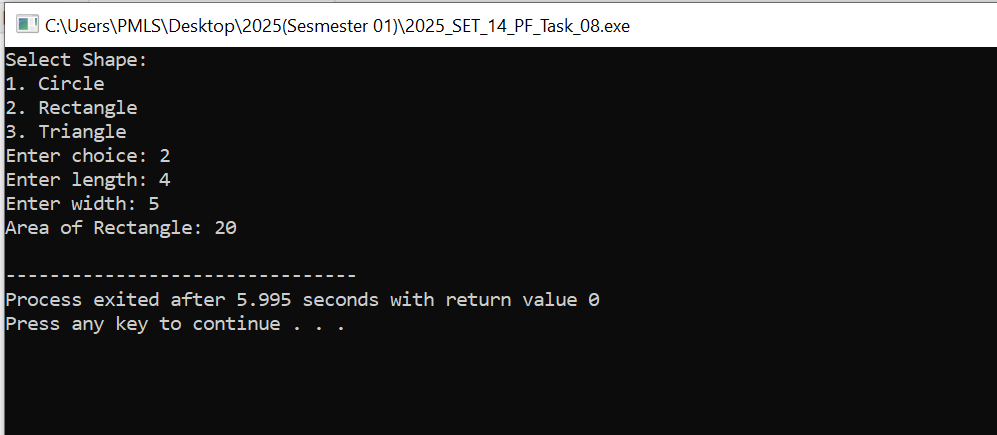 C:\Users\PMLS\Desktop\2025(Sesmester 01)\2025_SET_14_PF_Task_08.exe
Select Shape:
1. Circle
2. Rectangle
3. Triangle
Enter choice: 2
Enter length: 4
Enter width: 5
Area of Rectangle: 20
--------------------------------
Process exited after 5.995 seconds with return value 0
Press any key to continue . . .